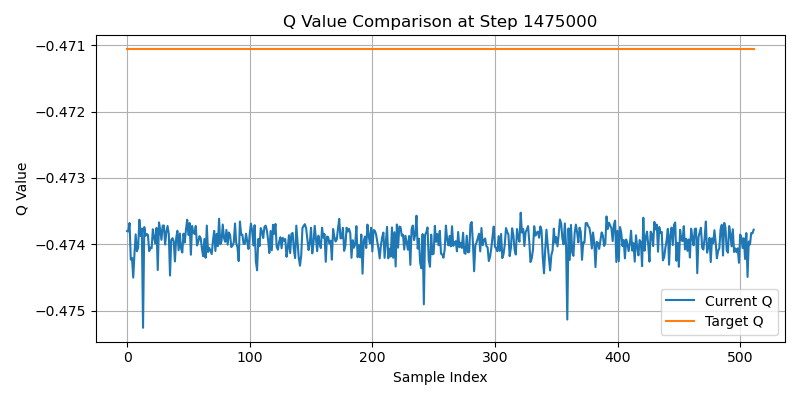 Q Value Comparison at Step 1475000
Q Value
−0.471
−0.472
−0.473
−0.474
−0.475
0
100
200
300
400
500
Sample Index
Current Q
Target Q